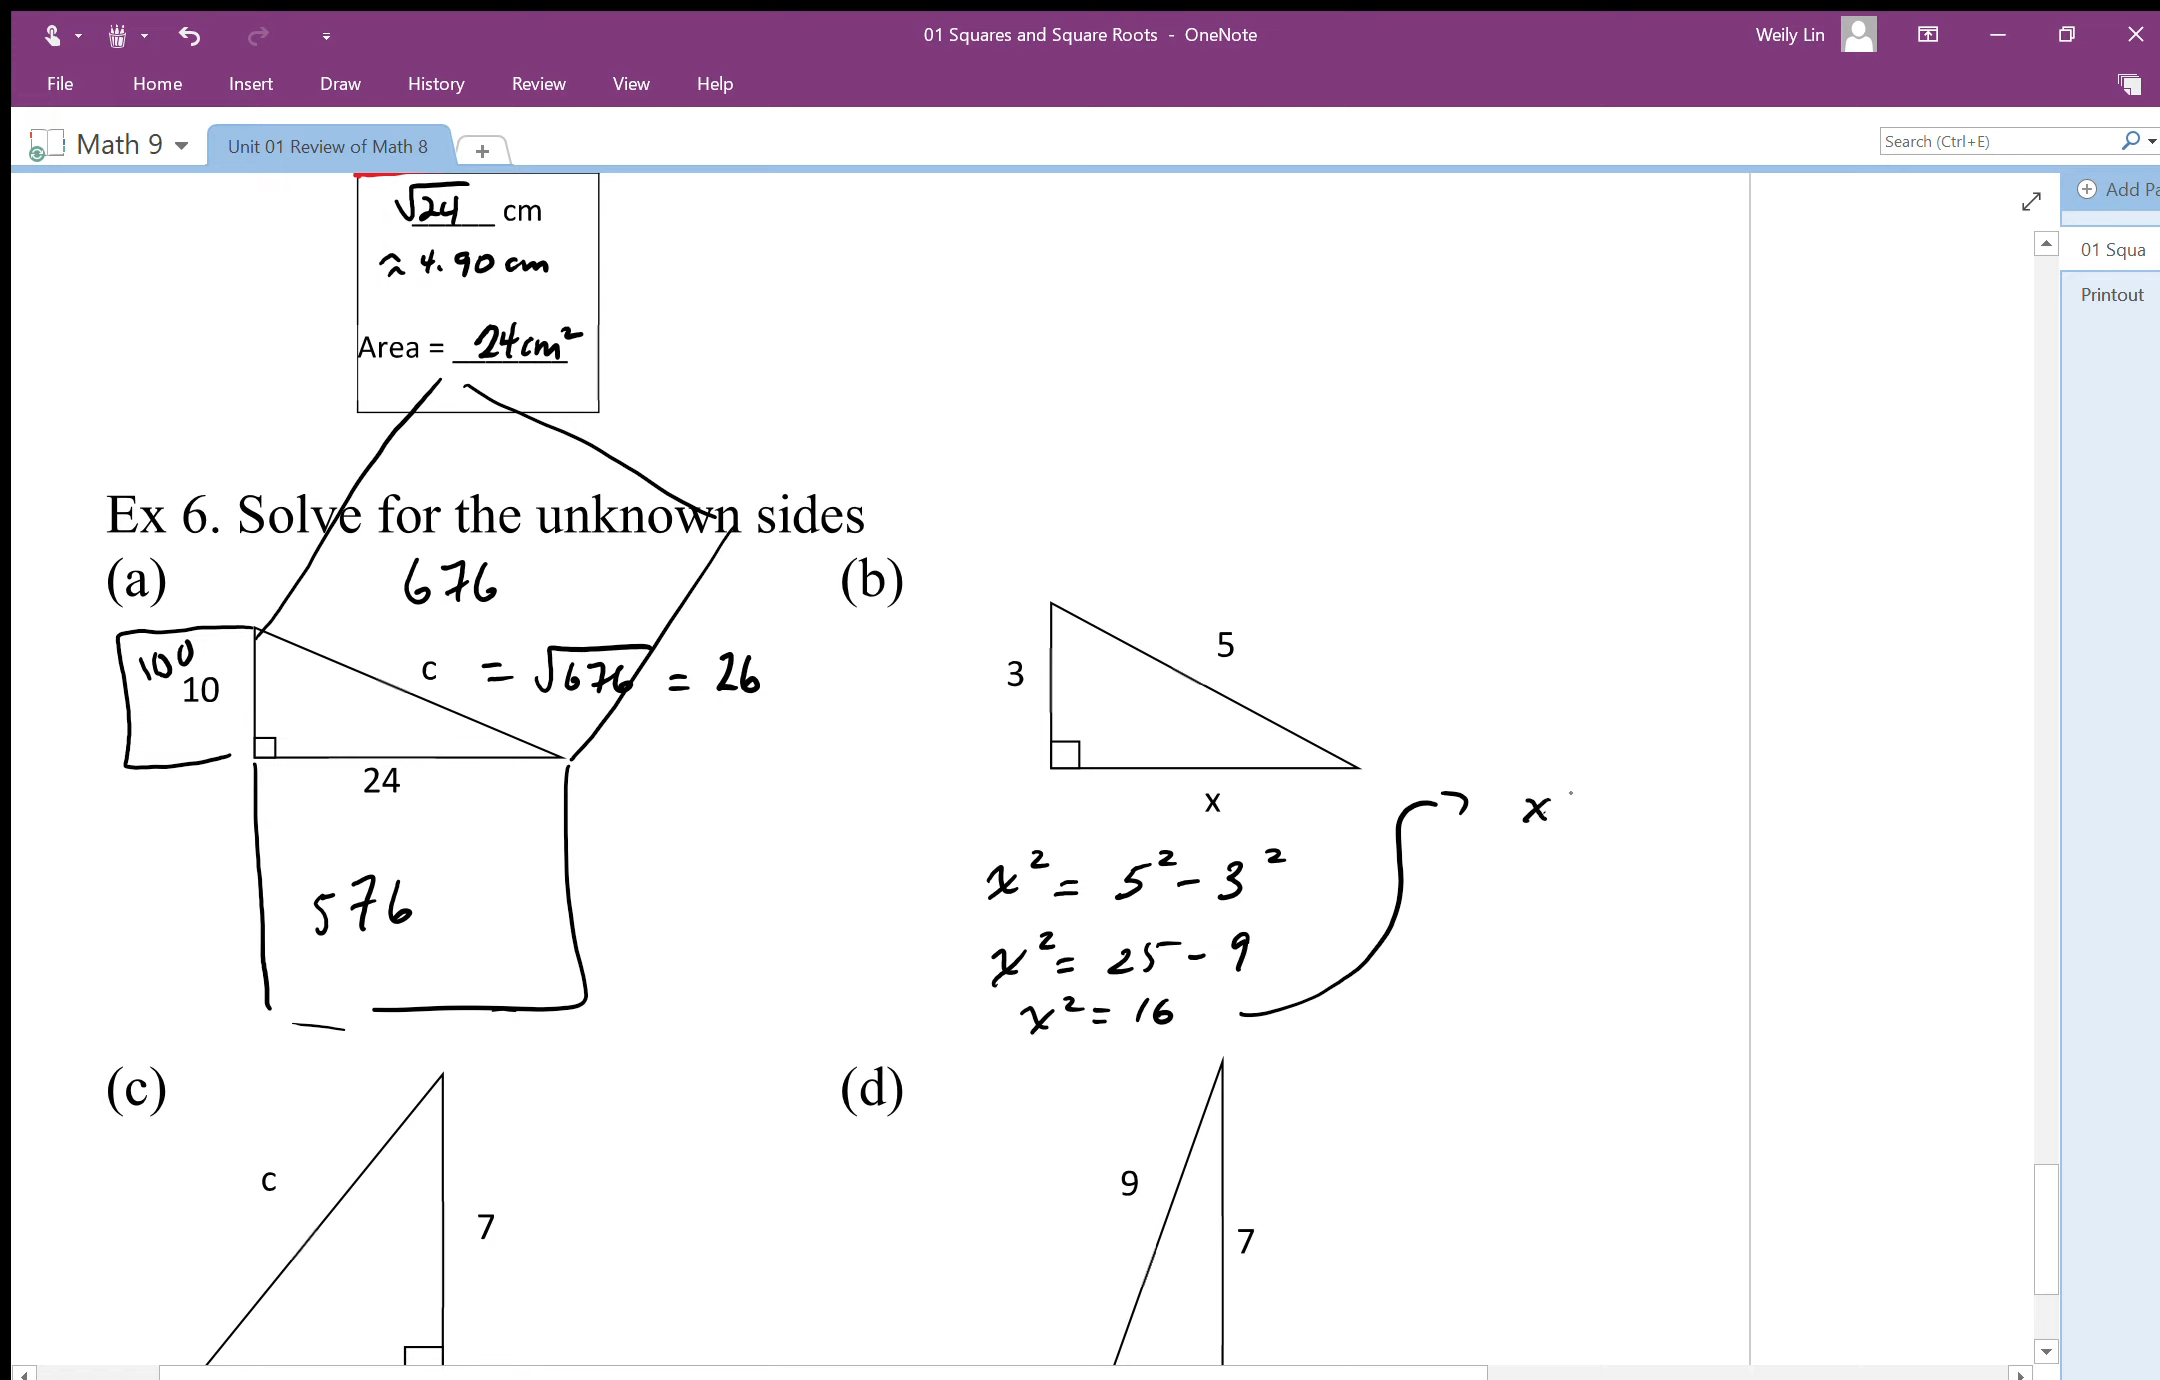 01 Squares and Square Roots - OneNote
Weily Lin
File Home Insert Draw History Review View Help
Math 9
Unit 01 Review of Math 8
+
Search (Ctrl+E)
Add Pa
01 Squa
Printout
√24 cm
≈ 4.90 cm
Area = 24cm²
Ex 6. Solve for the unknown sides
(a)
676
100
10
c = √676 = 26
24
576
(b)
3
5
x
x² = 5² - 3²
x² = 25 - 9
x² = 16
x
(c)
c
7
(d)
9
7